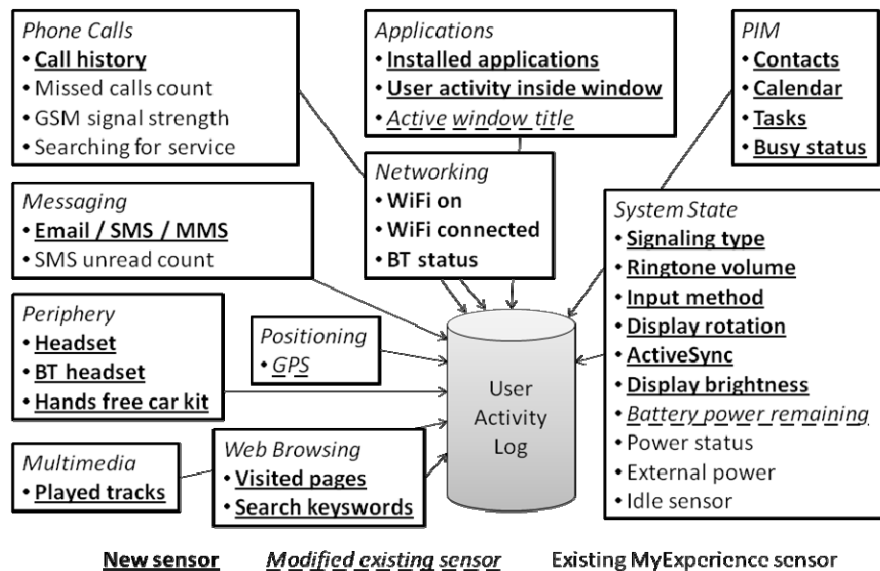 Phone Calls
• Call history
• Missed calls count
• GSM signal strength
• Searching for service
Applications
• Installed applications
• User activity inside window
• Active window title
PIM
• Contacts
• Calendar
• Tasks
• Busy status
Networking
• WiFi on
• WiFi connected
• BT status
Messaging
• Email / SMS / MMS
• SMS unread count
System State
• Signaling type
• Ringtone volume
• Input method
• Display rotation
• ActiveSync
• Display brightness
• Battery power remaining
• Power status
• External power
• Idle sensor
Periphery
• Headset
• BT headset
• Hands free car kit
Positioning
• GPS
User
Activity
Log
Multimedia
• Played tracks
Web Browsing
• Visited pages
• Search keyswords
New sensor Modified existing sensor Existing MyExperience sensor